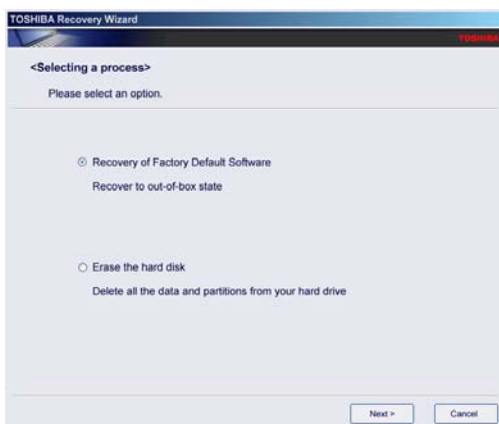 TOSHIBA Recovery Wizard
TOSHIBA
<Selecting a process>
Please select an option.
Recovery of Factory Default Software
Recover to out-of-box state
Erase the hard disk
Delete all the data and partitions from your hard drive
Next >
Cancel